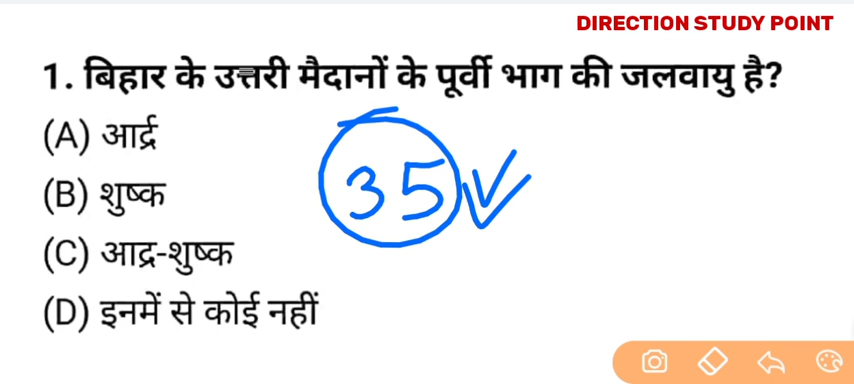 DIRECTION STUDY POINT
1. बिहार के उत्तरी मैदानों के पूर्वी भाग की जलवायु है?
(A) आर्द्र
(B) शुष्क
35
(C) आद्र-शुष्क
(D) इनमें से कोई नहीं